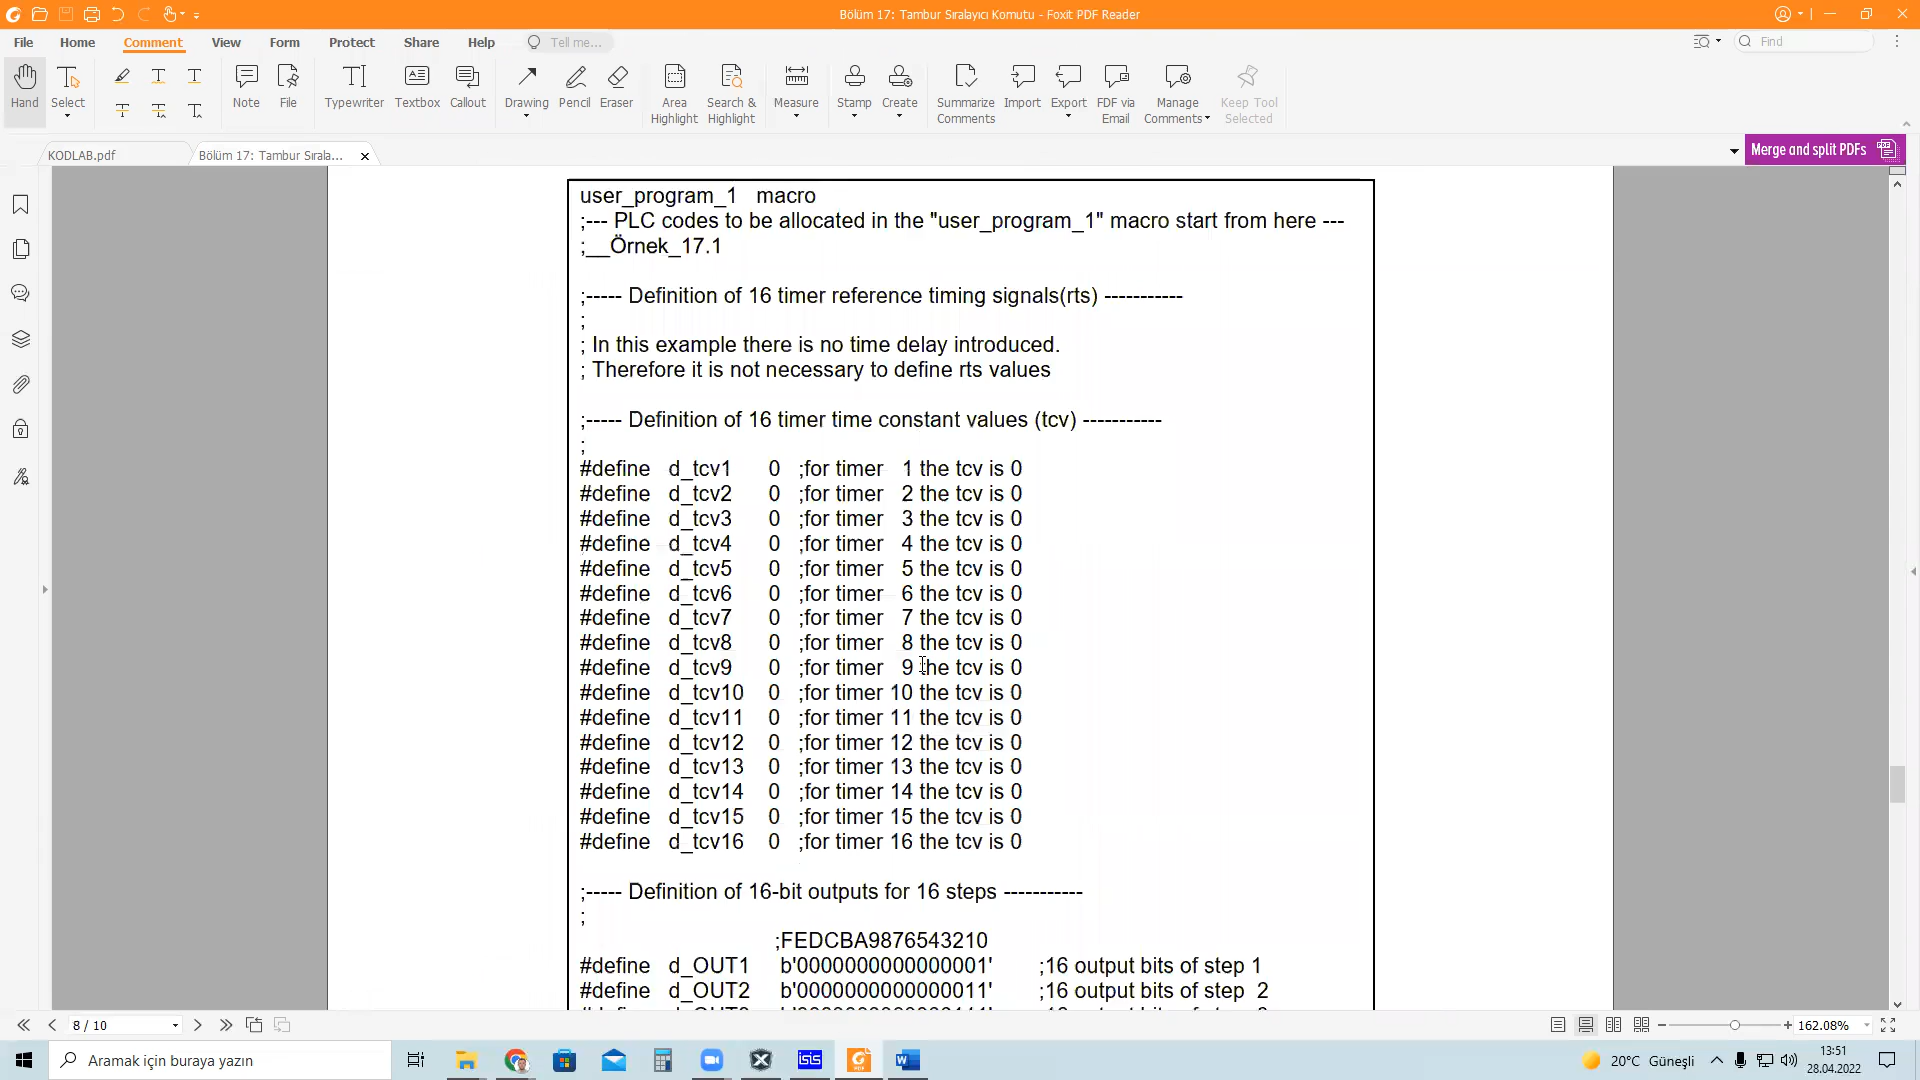 Bölüm 17: Tambur Sıralayıcı Komutu - Foxit PDF Reader
File Home Comment View Form Protect Share Help Tell me... Find
Hand Select Note File Typewriter Textbox Callout Drawing Pencil Eraser Area Highlight Search & Highlight Measure Stamp Create Summarize Comments Import Export FDF via Email Manage Comments Keep Tool Selected
KODLAB.pdf Bölüm 17: Tambur Sırala... Merge and split PDFs
user_program_1 macro
;--- PLC codes to be allocated in the "user_program_1" macro start from here ---
;__Örnek_17.1
;----- Definition of 16 timer reference timing signals(rts) -----------
;
; In this example there is no time delay introduced.
; Therefore it is not necessary to define rts values
;----- Definition of 16 timer time constant values (tcv) -----------
;
#define d_tcv1 0 ;for timer 1 the tcv is 0
#define d_tcv2 0 ;for timer 2 the tcv is 0
#define d_tcv3 0 ;for timer 3 the tcv is 0
#define d_tcv4 0 ;for timer 4 the tcv is 0
#define d_tcv5 0 ;for timer 5 the tcv is 0
#define d_tcv6 0 ;for timer 6 the tcv is 0
#define d_tcv7 0 ;for timer 7 the tcv is 0
#define d_tcv8 0 ;for timer 8 the tcv is 0
#define d_tcv9 0 ;for timer 9 the tcv is 0
#define d_tcv10 0 ;for timer 10 the tcv is 0
#define d_tcv11 0 ;for timer 11 the tcv is 0
#define d_tcv12 0 ;for timer 12 the tcv is 0
#define d_tcv13 0 ;for timer 13 the tcv is 0
#define d_tcv14 0 ;for timer 14 the tcv is 0
#define d_tcv15 0 ;for timer 15 the tcv is 0
#define d_tcv16 0 ;for timer 16 the tcv is 0
;----- Definition of 16-bit outputs for 16 steps -----------
;
;FEDCBA9876543210
#define d_OUT1 b'0000000000000001' ;16 output bits of step 1
#define d_OUT2 b'0000000000000011' ;16 output bits of step 2
8 / 10 162.08%
Aramak için buraya yazın isis 20°C Güneşli 13:51
28.04.2022